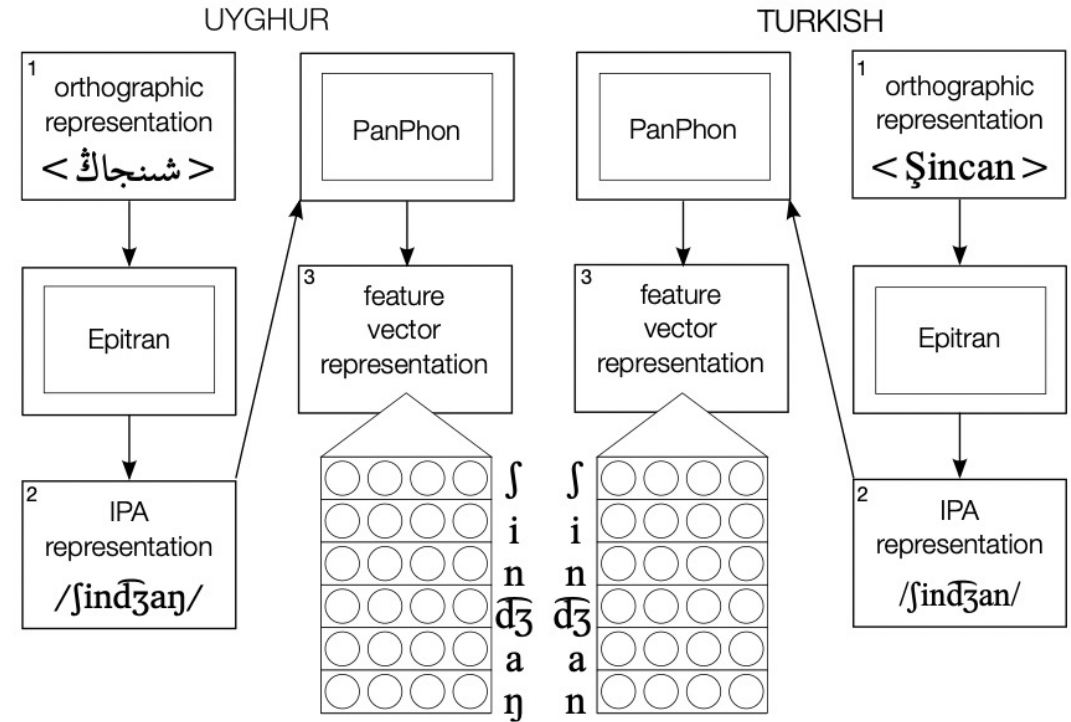 UYGHUR
1
orthographic
representation
< شىنجاڭ >
Epitran
2
IPA
representation
/ʃind͡ʒaŋ/
PanPhon
3
feature
vector
representation
ʃ
i
n
d͡ʒ
a
ŋ
TURKISH
PanPhon
3
feature
vector
representation
ʃ
i
n
d͡ʒ
a
n
1
orthographic
representation
< Şincan >
Epitran
2
IPA
representation
/ʃind͡ʒan/